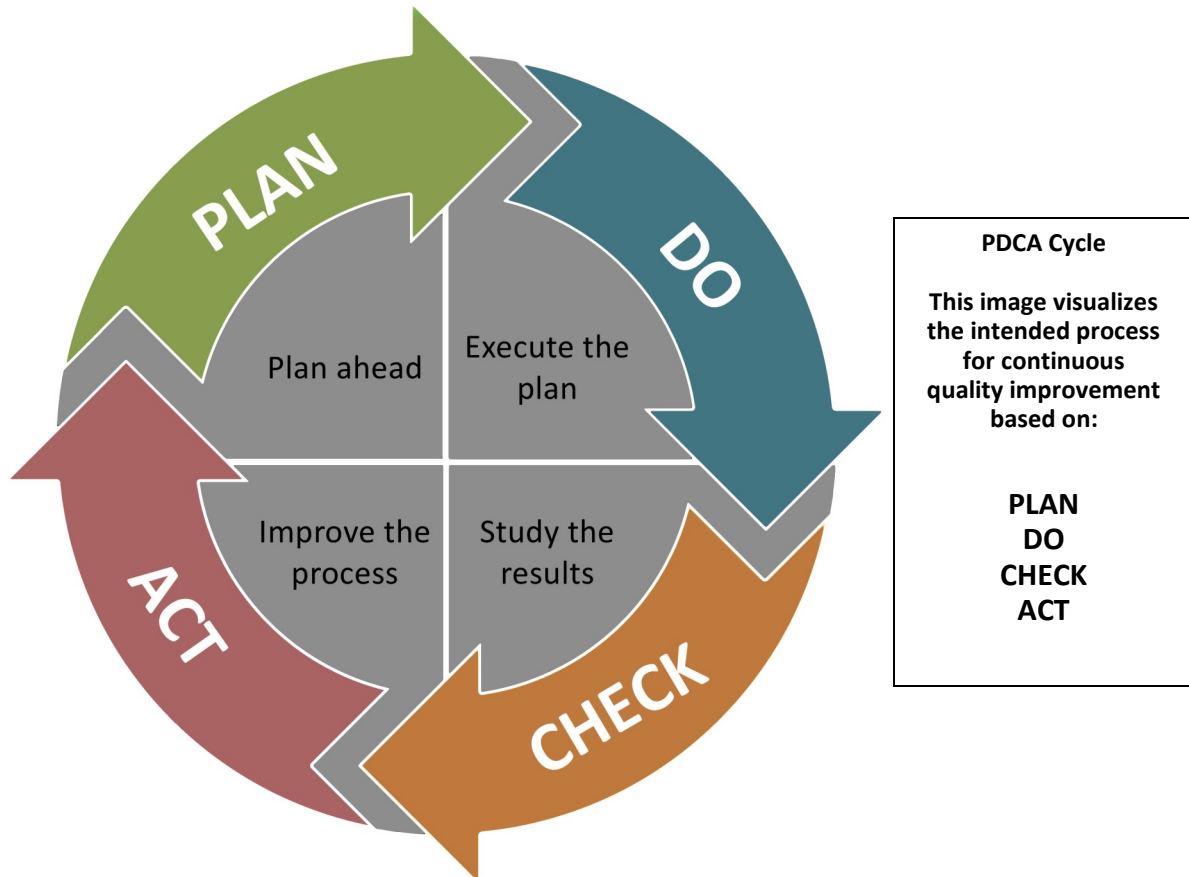 PLAN
DO
Plan ahead
Execute the
plan
Improve the
process
Study the
results
ACT
CHECK
PDCA Cycle
This image visualizes
the intended process
for continuous
quality improvement
based on:
PLAN
DO
CHECK
ACT